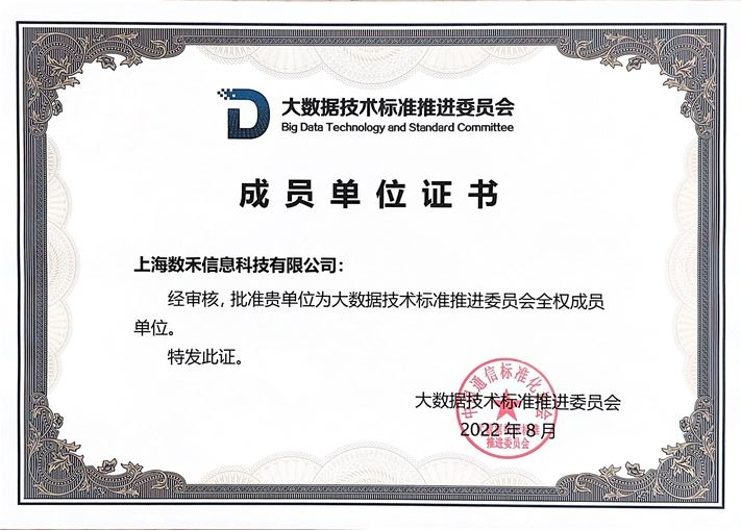 大数据技术标准推进委员会
Big Data Technology and Standard Committee
成员单位证书
上海数禾信息科技有限公司：
经审核，批准贵单位为大数据技术标准推进委员会全权成员
单位。
特发此证。
中国通信标准化协会
大数据技术标准推进委员会
2022年8月
推进委员会